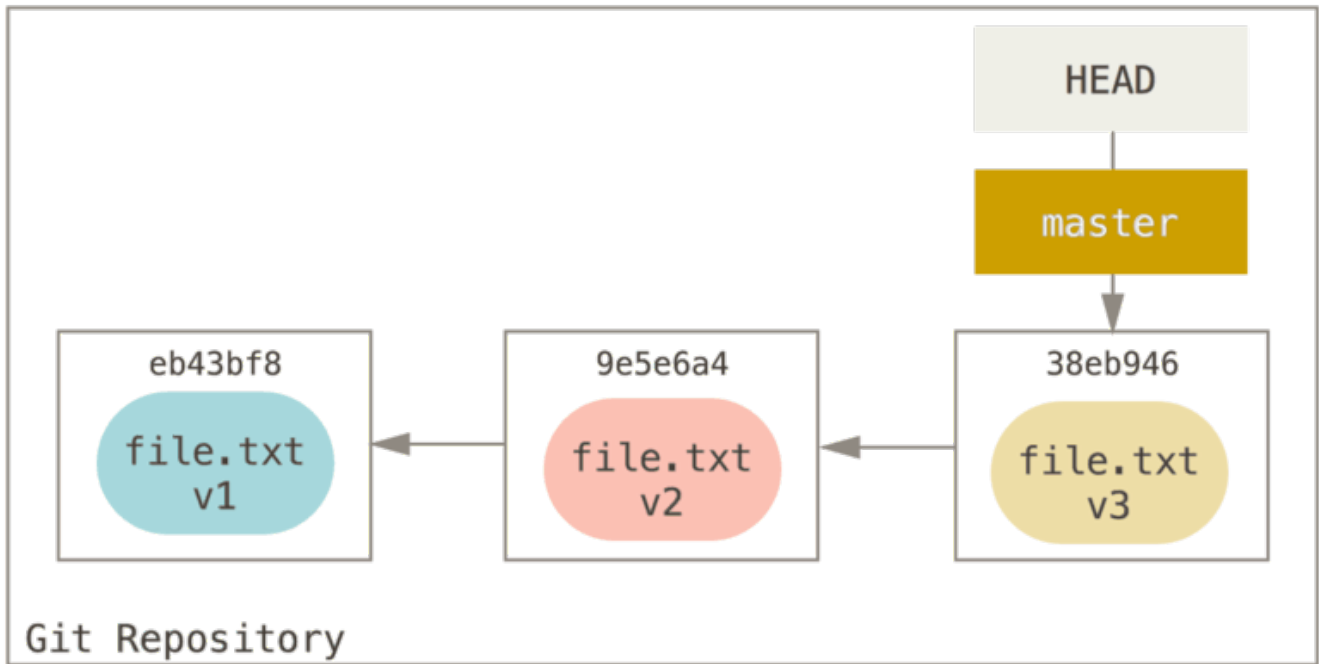 HEAD
master
eb43bf8
file.txt
v1
9e5e6a4
file.txt
v2
38eb946
file.txt
v3
Git Repository